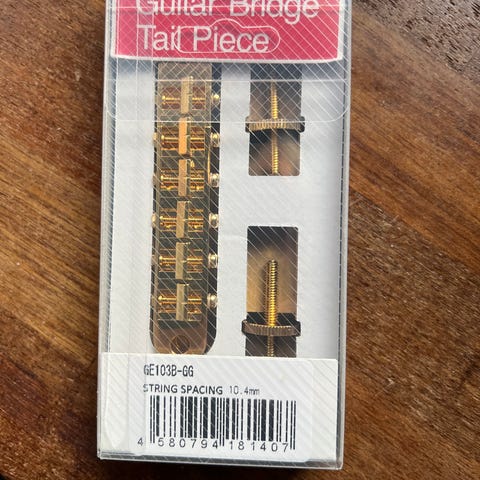 Guitar Bridge
Tail Piece
GE103B-GG
STRING SPACING 10.4mm
4 580794 181407